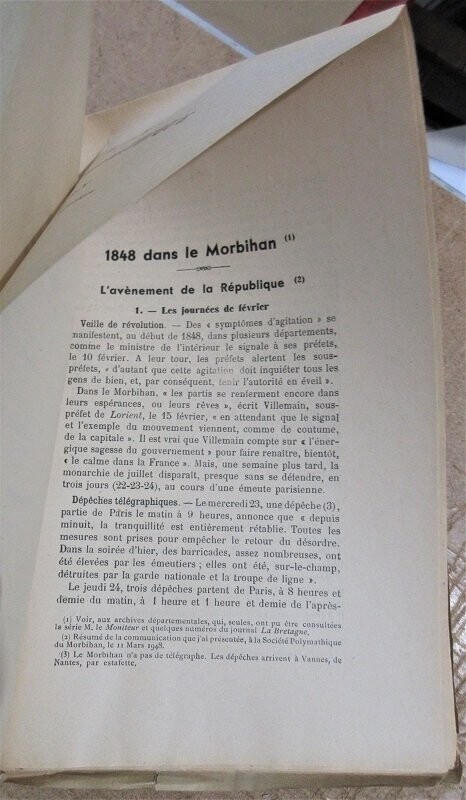 1848 dans le Morbihan (1)
L'avènement de la République (2)
1. — Les journées de février
Veille de révolution. — Des « symptômes d'agitation » se
manifestent, au début de 1848, dans plusieurs départements,
comme le ministre de l'intérieur le signale à ses préfets,
le 10 février. A leur tour, les préfets alertent les sous-
préfets, « d'autant que cette agitation doit inquiéter tous les
gens de bien, et, par conséquent, tenir l'autorité en éveil ».
Dans le Morbihan, « les partis se renferment encore dans
leurs espérances, ou leurs rêves », écrit Villemain, sous-
préfet de Lorient, le 15 février, « en attendant que le signal
et l'exemple du mouvement viennent, comme de coutume,
de la capitale ». Il est vrai que Villemain compte sur « l'éner-
gique sagesse du gouvernement » pour faire renaître, bientôt,
« le calme dans la France ». Mais, une semaine plus tard, la
monarchie de juillet disparaît, presque sans se défendre, en
trois jours (22-23-24), au cours d'une émeute parisienne.
Dépêches télégraphiques. — Le mercredi 23, une dépêche (3),
partie de Paris le matin à 9 heures, annonce que « depuis
minuit, la tranquilité est entièrement rétablie. Toutes les
mesures sont prises pour empêcher le retour du désordre.
Dans la soirée d'hier, des barricades, assez nombreuses, ont
été élevées par les émeutiers ; elles ont été, sur-le-champ,
détruites par la garde nationale et la troupe de ligne ».
Le jeudi 24, trois dépêches partent de Paris, à 8 heures et
demie du matin, à 1 heure et 1 heure et demie de l'après-
(1) Voir, aux archives départementales, qui, seules, ont pu être consultées
la série M. le Moniteur et quelques numéros du journal La Bretagne.
(2) Résumé de la communication que j'ai présentée, à la Société Polymathique
du Morbihan, le 11 Mars 1948.
(3) Le Morbihan n'a pas de télégraphe. Les dépêches arrivent à Vannes, de
Nantes, par estafette.